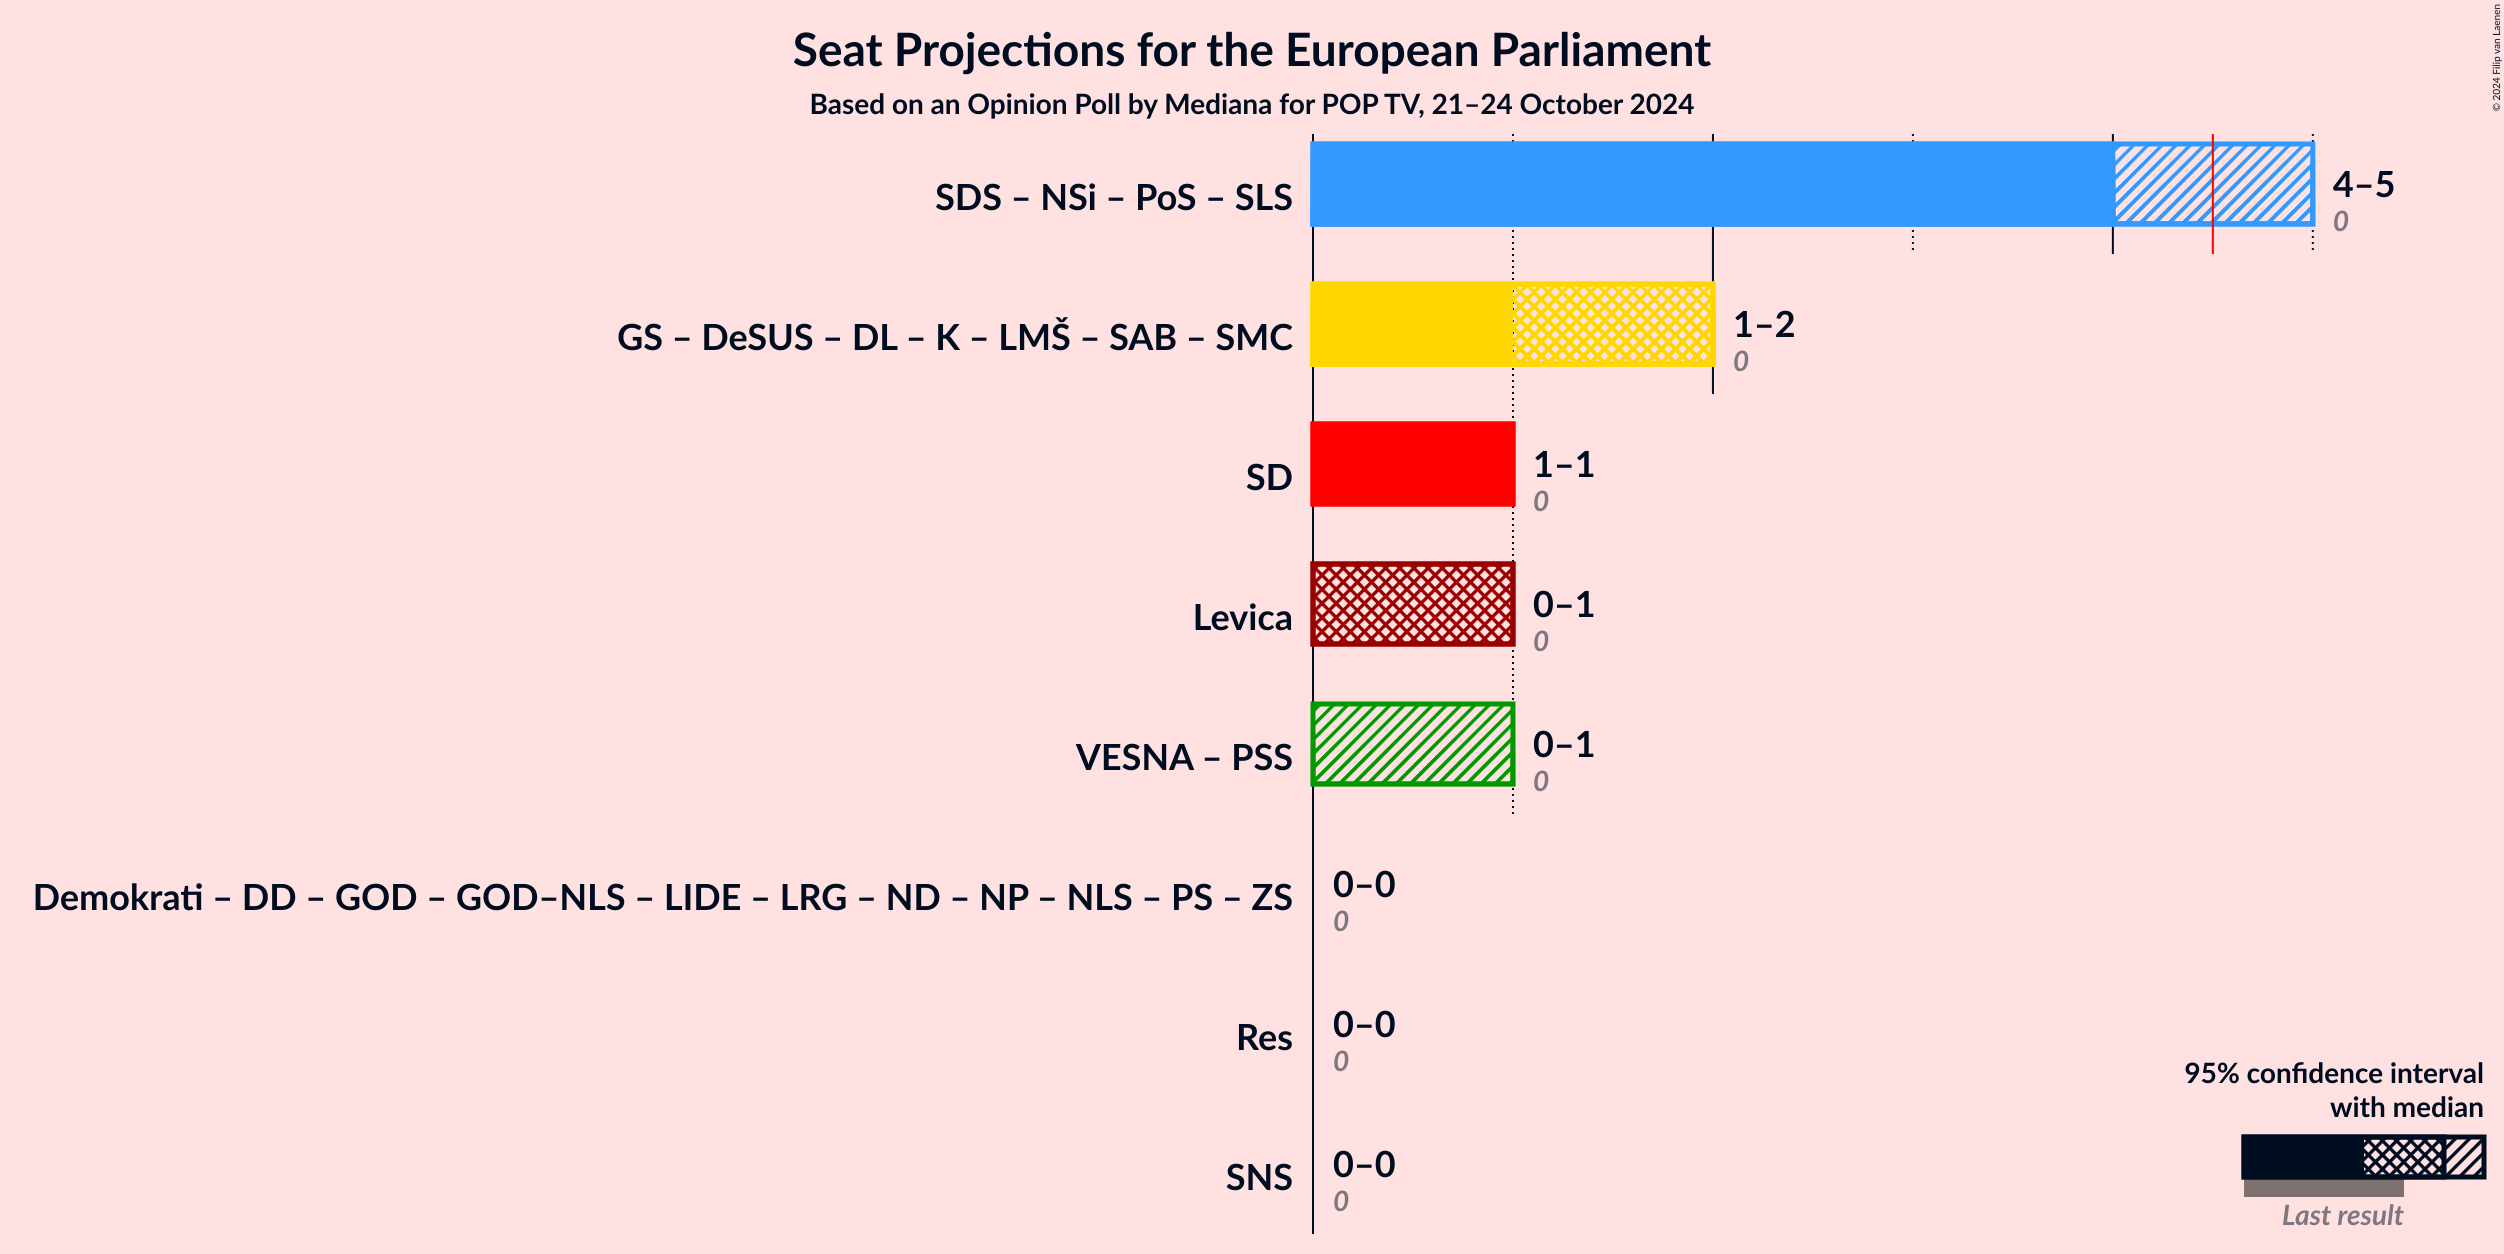 Seat Projections for the European Parliament
Based on an Opinion Poll by Mediana for POP TV, 21–24 October 2024
© 2024 Filip van Laenen
SDS – NSi – PoS – SLS
4–5
0
GS – DeSUS – DL – K – LMŠ – SAB – SMC
1–2
0
SD
1–1
0
Levica
0–1
0
VESNA – PSS
0–1
0
Demokrati – DD – GOD – GOD–NLS – LIDE – LRG – ND – NP – NLS – PS – ZS
0–0
0
Res
0–0
0
SNS
0–0
0
95% confidence interval
with median
Last result